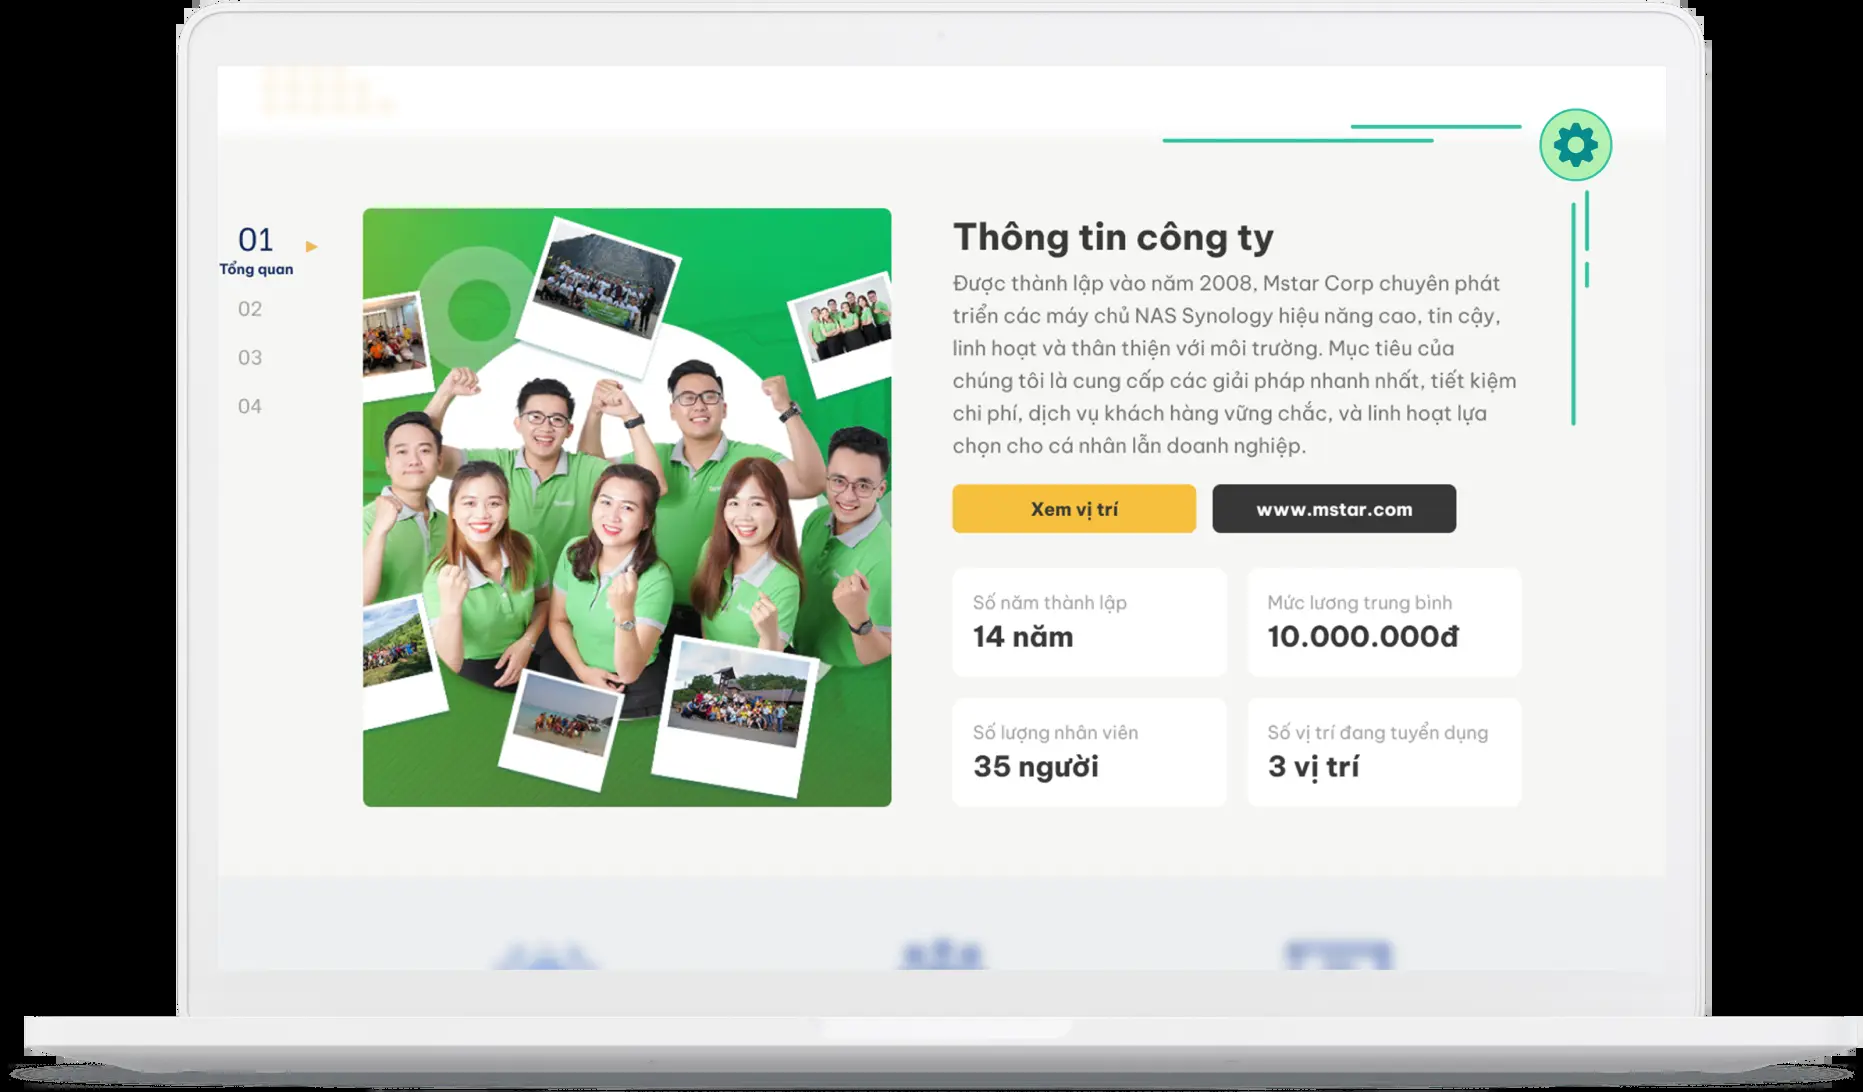 01
Tổng quan
02
03
04
Thông tin công ty
Được thành lập vào năm 2008, Mstar Corp chuyên phát
triển các máy chủ NAS Synology hiệu năng cao, tin cậy,
linh hoạt và thân thiện với môi trường. Mục tiêu của
chúng tôi là cung cấp các giải pháp nhanh nhất, tiết kiệm
chi phí, dịch vụ khách hàng vững chắc, và linh hoạt lựa
chọn cho cá nhân lẫn doanh nghiệp.
Xem vị trí
www.mstar.com
Số năm thành lập
14 năm
Mức lương trung bình
10.000.000đ
Số lượng nhân viên
35 người
Số vị trí đang tuyển dụng
3 vị trí